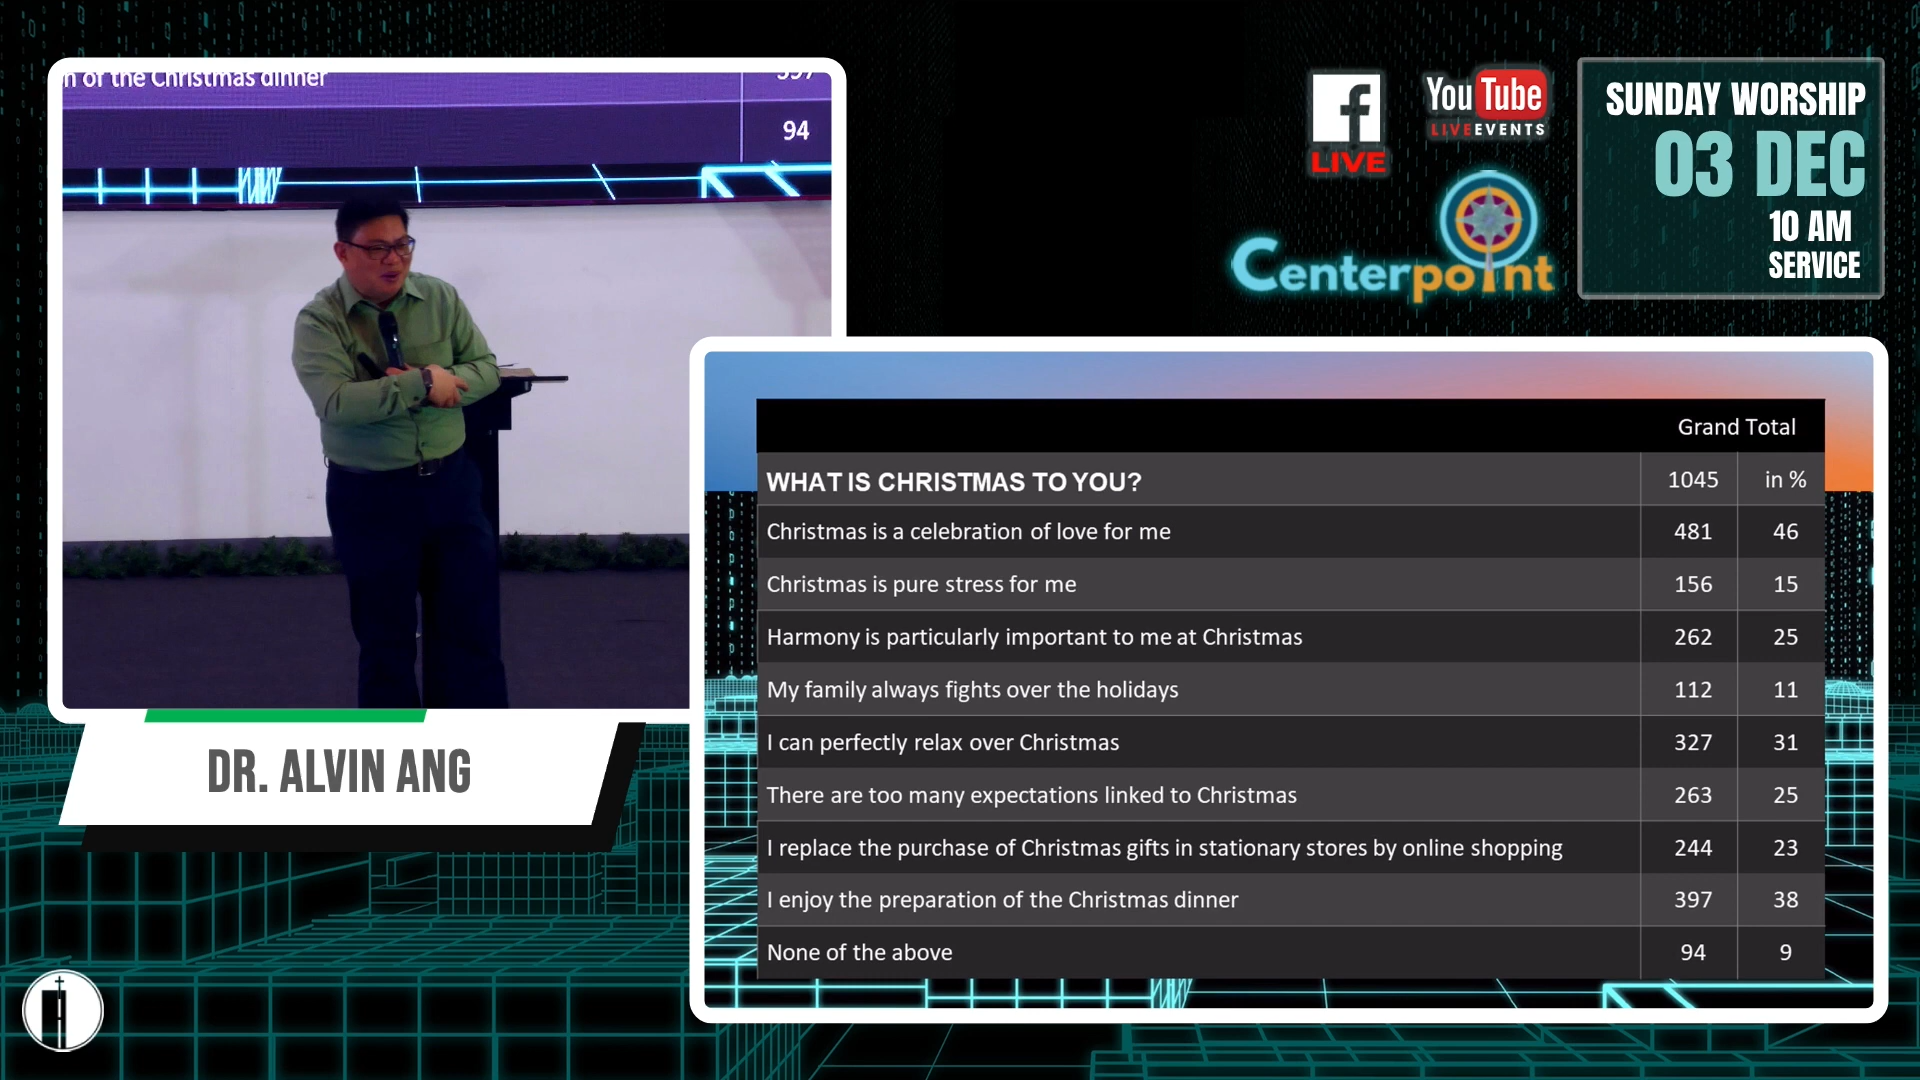 n of the Christmas dinner
397
94
f
LIVE
YouTube
LIVEEVENTS
Centerpoint
SUNDAY WORSHIP
03 DEC
10 AM
SERVICE
DR. ALVIN ANG
Grand Total
WHAT IS CHRISTMAS TO YOU? 1045 in %
Christmas is a celebration of love for me 481 46
Christmas is pure stress for me 156 15
Harmony is particularly important to me at Christmas 262 25
My family always fights over the holidays 112 11
I can perfectly relax over Christmas 327 31
There are too many expectations linked to Christmas 263 25
I replace the purchase of Christmas gifts in stationary stores by online shopping 244 23
I enjoy the preparation of the Christmas dinner 397 38
None of the above 94 9